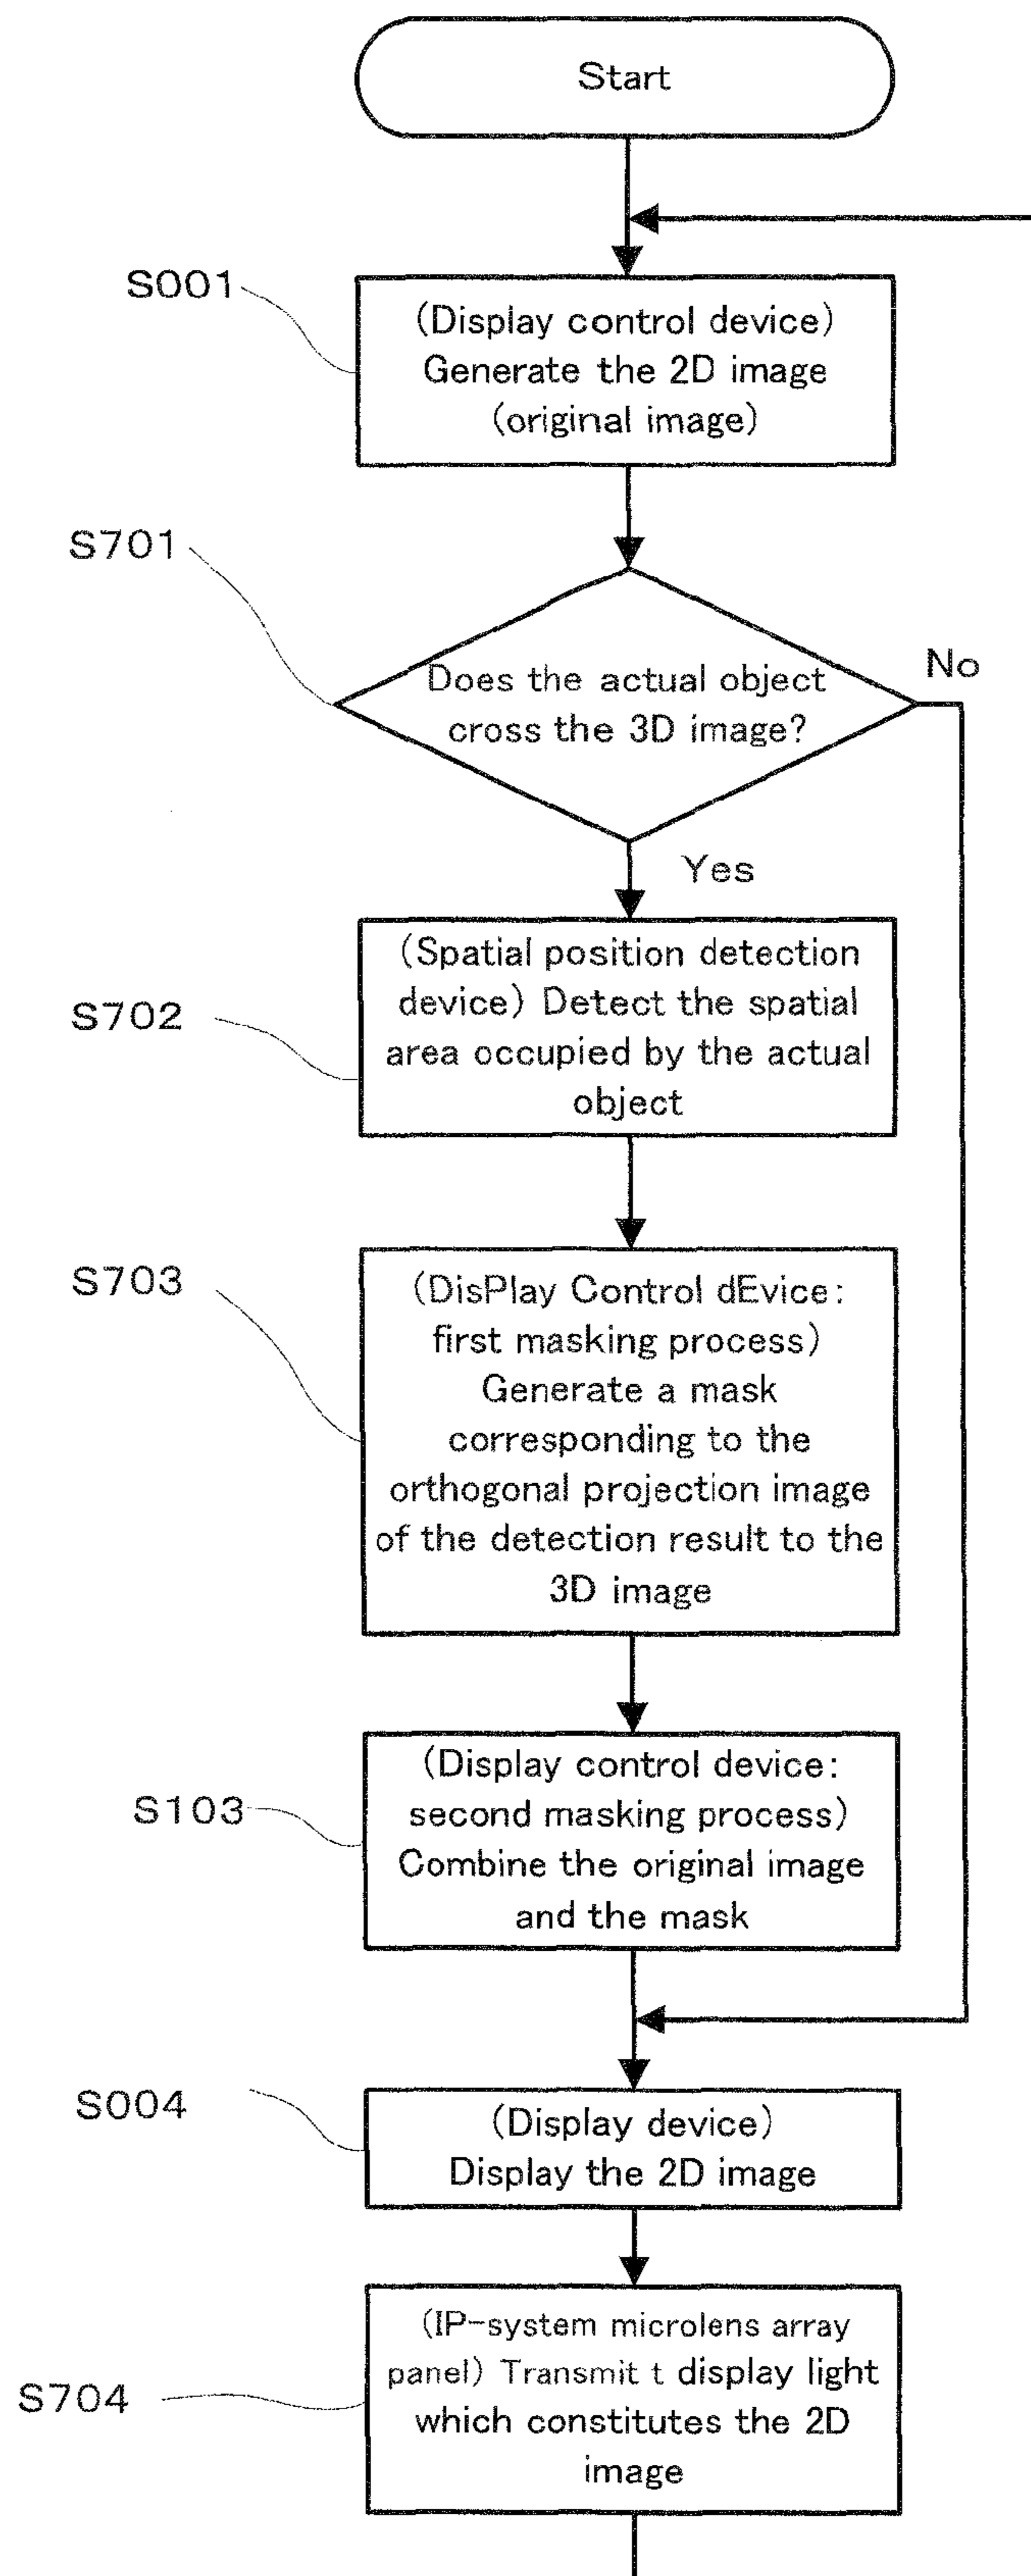 Start
S001
(Display control device)
Generate the 2D image
(original image)
S701
Does the actual object
cross the 3D image?
No
Yes
S702
(Spatial position detection
device) Detect the spatial
area occupied by the actual
object
S703
(DisPlay Control dEvice:
first masking process)
Generate a mask
corresponding to the
orthogonal projection image
of the detection result to the
3D image
S103
(Display control device:
second masking process)
Combine the original image
and the mask
S004
(Display device)
Display the 2D image
S704
(IP-system microlens array
panel) Transmit t display light
which constitutes the 2D
image